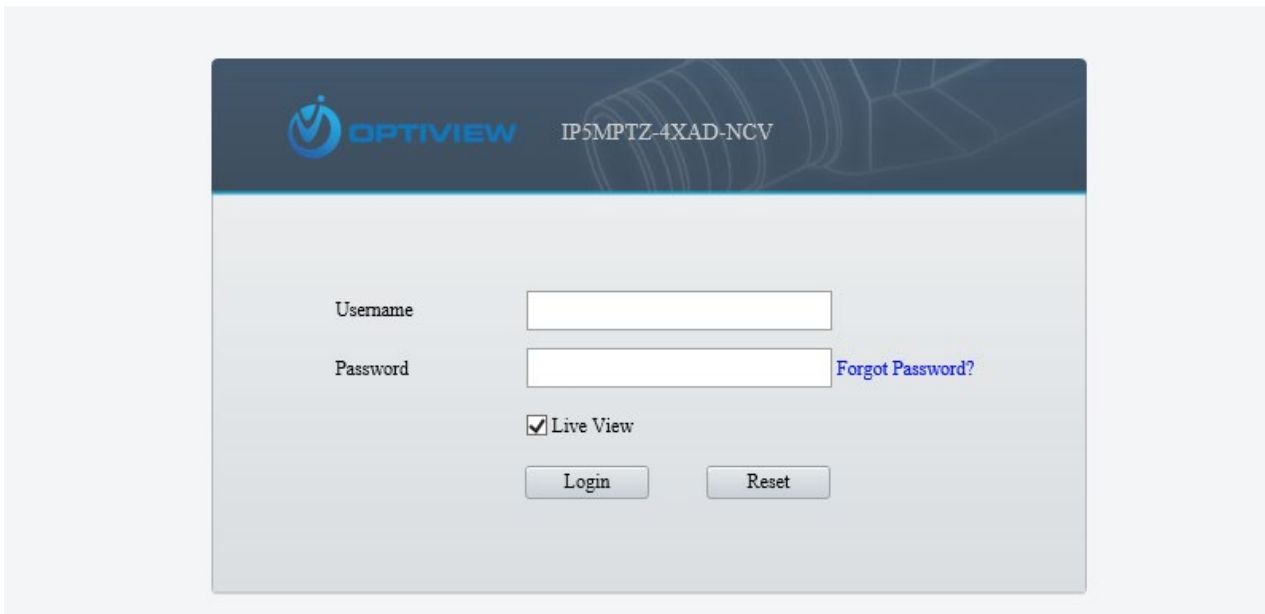 OPTIVIEW IP5MPTZ-4XAD-NCV
Username
Password Forgot Password?
Live View
Login Reset